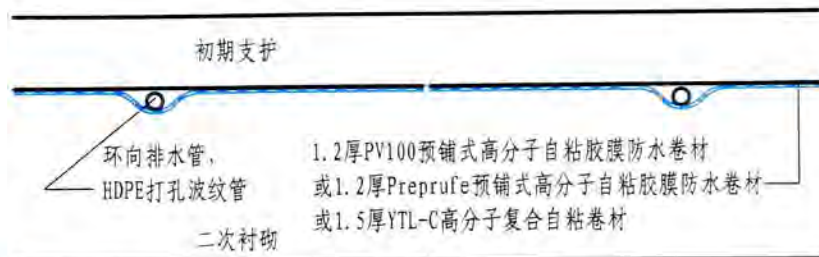 初期支护
环向排水管，
HDPE打孔波纹管
1.2厚PV100预铺式高分子自粘胶膜防水卷材
或1.2厚Preprufe预铺式高分子自粘胶膜防水卷材
或1.5厚YTL-C高分子复合自粘卷材
二次衬砌